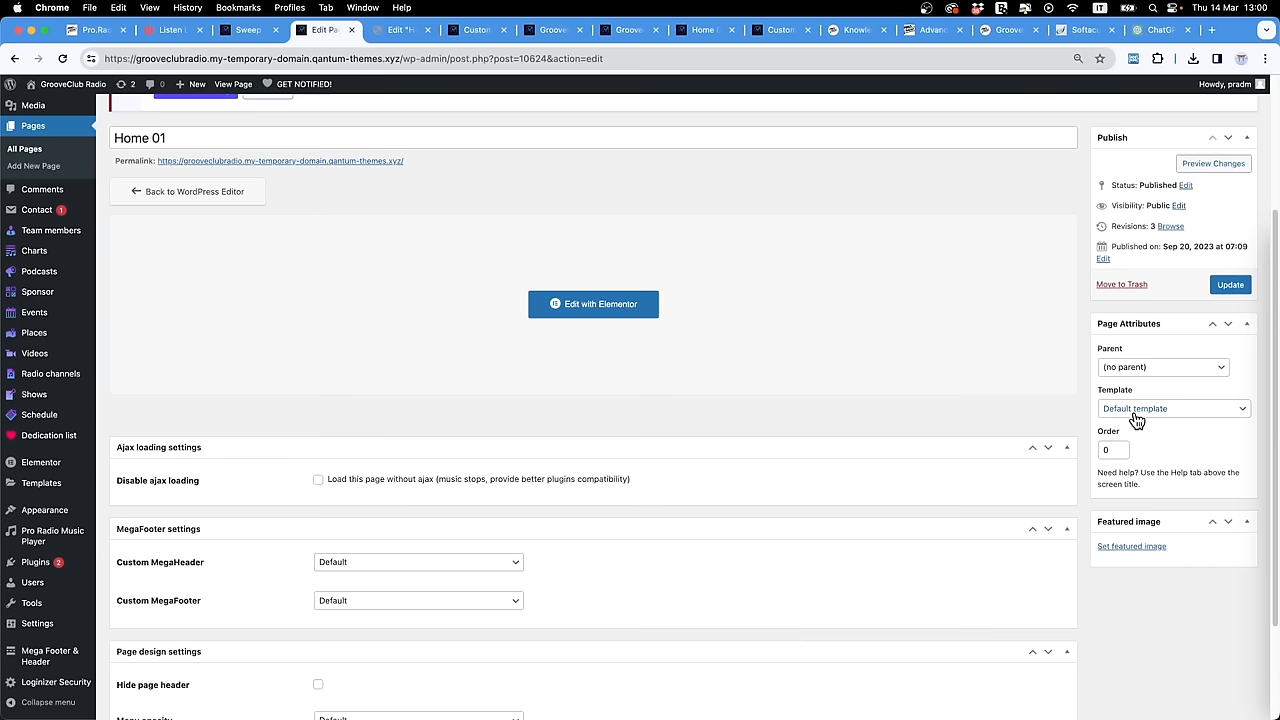 Chrome File Edit View History Bookmarks Profiles Tab Window Help
Thu 14 Mar 13:00
Pro.Ra
Listen L
Sweep
Edit Pa
Edit "H
Custom
Groove
Groove
Home 0
Custom
Knowle
Advanc
Groove
Softacu
ChatGP
https://grooveclubradio.my-temporary-domain.qantum-themes.xyz/wp-admin/post.php?post=10624&action=edit
GrooveClub Radio 2 0 New View Page GET NOTIFIED!
Howdy, pradm
Media
Pages
All Pages
Add New Page
Comments
Contact 1
Team members
Charts
Podcasts
Sponsor
Events
Places
Videos
Radio channels
Shows
Schedule
Dedication list
Elementor
Templates
Appearance
Pro Radio Music
Player
Plugins 2
Users
Tools
Settings
Mega Footer &
Header
Loginizer Security
Collapse menu
Home 01
Permalink: https://grooveclubradio.my-temporary-domain.qantum-themes.xyz/
Back to WordPress Editor
Edit with Elementor
Ajax loading settings
Disable ajax loading
Load this page without ajax (music stops, provide better plugins compatibility)
MegaFooter settings
Custom MegaHeader
Default
Custom MegaFooter
Default
Page design settings
Hide page header
Publish
Preview Changes
Status: Published Edit
Visibility: Public Edit
Revisions: 3 Browse
Published on: Sep 20, 2023 at 07:09
Edit
Move to Trash
Update
Page Attributes
Parent
(no parent)
Template
Default template
Order
0
Need help? Use the Help tab above the
screen title.
Featured image
Set featured image